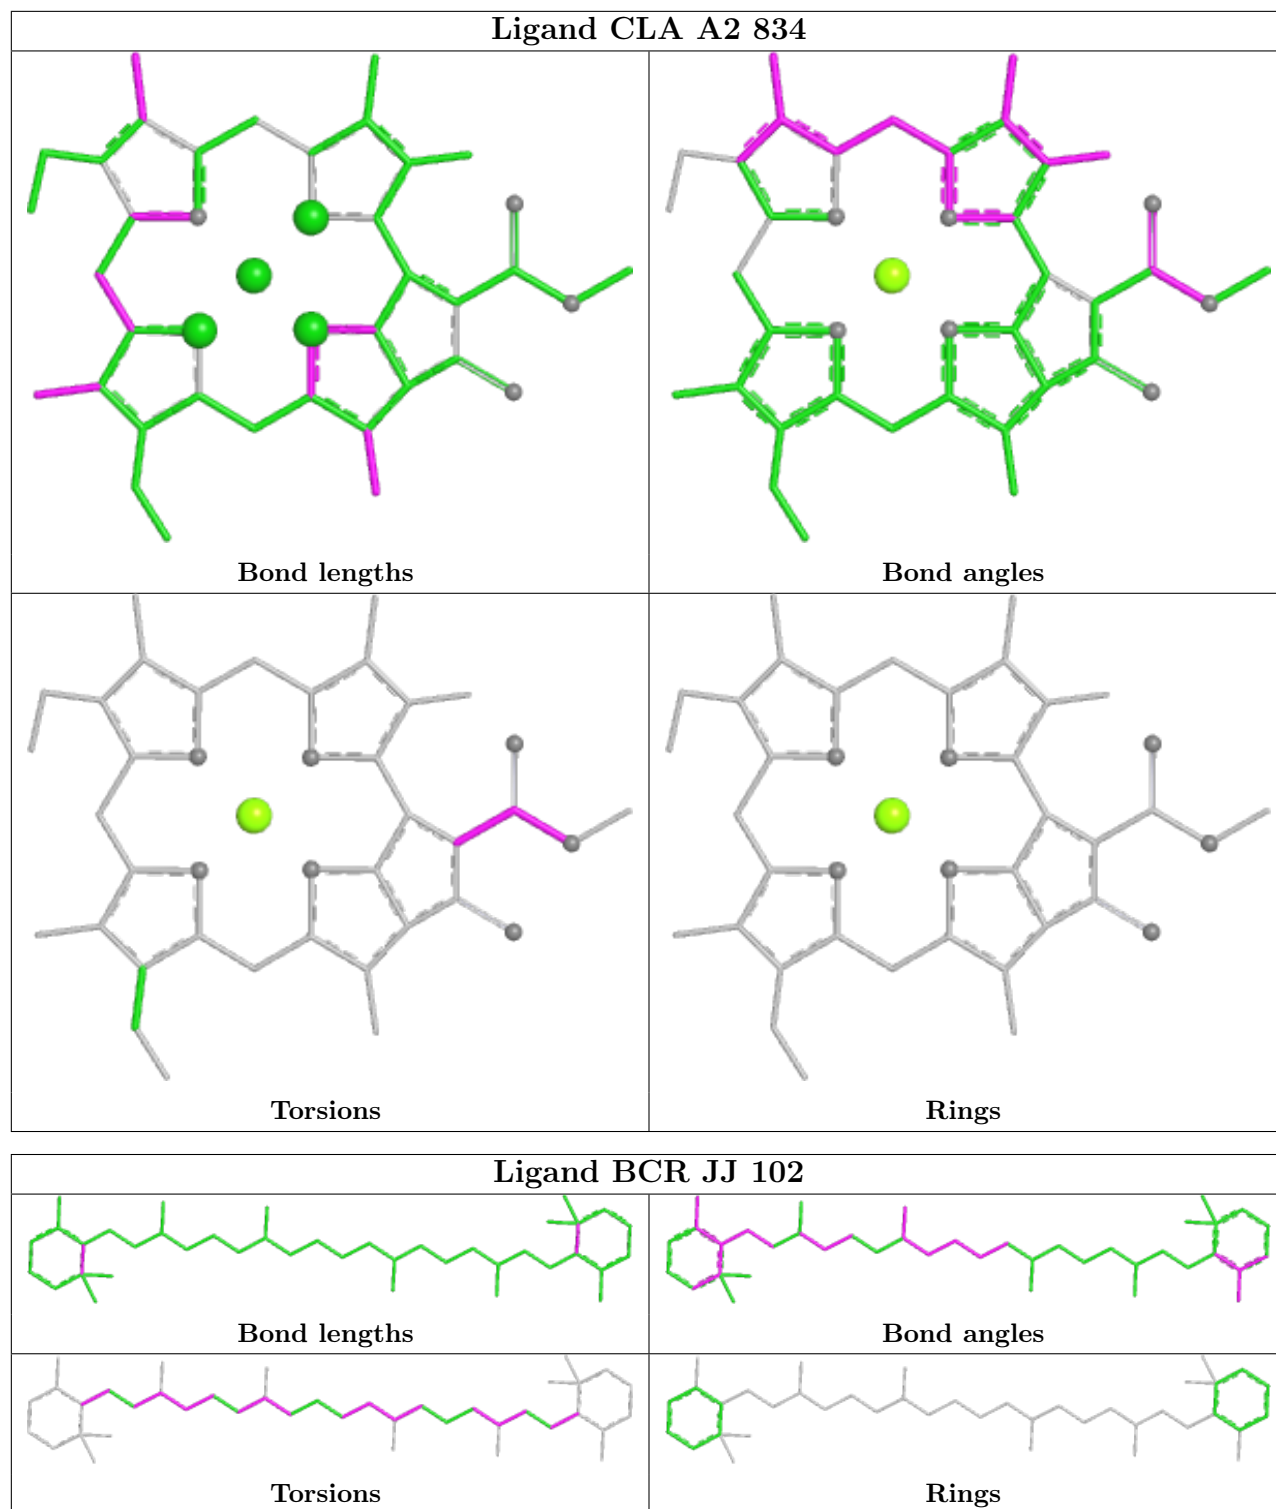 Ligand CLA A2 834
Bond lengths
Bond angles
Torsions
Rings
Ligand BCR JJ 102
Bond lengths
Bond angles
Torsions
Rings